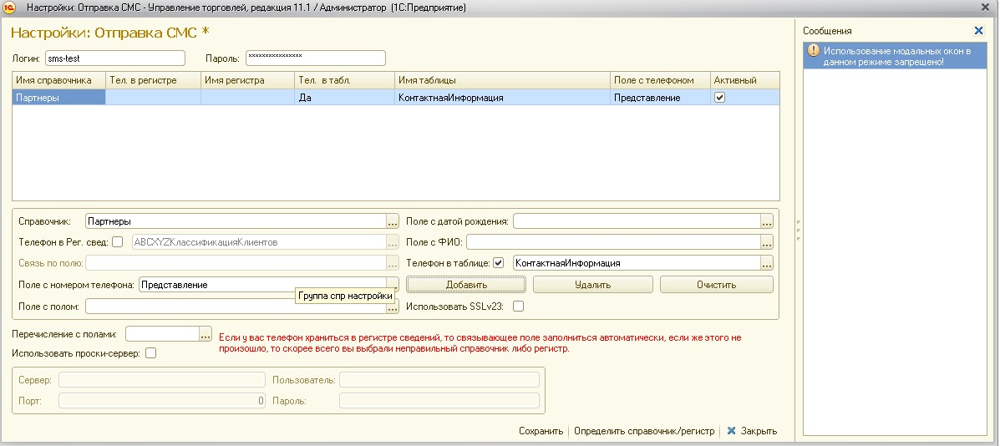 Настройки: Отправка СМС - Управление торговлей, редакция 11.1 / Администратор (1С:Предприятие)
Настройки: Отправка СМС *
Логин: sms-test Пароль: ****************
Имя справочника Тел. в регистре Имя регистра Тел. в табл. Имя таблицы Поле с телефоном Активный
Партнеры Да КонтактнаяИнформация Представление
Справочник: Партнеры ... Поле с датой рождения: ...
Телефон в Рег. свед: ABCXYZКлассификацияКлиентов ... Поле с ФИО: ...
Связь по полю: ... Телефон в таблице: КонтактнаяИнформация ...
Поле с номером телефона: Представление ... Добавить Удалить Очистить
Группа спр настройки
Поле с полом: ... Использовать SSLv23:
Перечисление с полами: ...
Если у вас телефон храниться в регистре сведений, то связывающее поле заполниться автоматически, если же этого не
произошло, то скорее всего вы выбрали неправильный справочник либо регистр.
Использовать проски-сервер:
Сервер: Пользователь:
Порт: 0 Пароль:
Сохранить Определить справочник/регистр Закрыть
Сообщения
Использование модальных окон в
данном режиме запрещено!